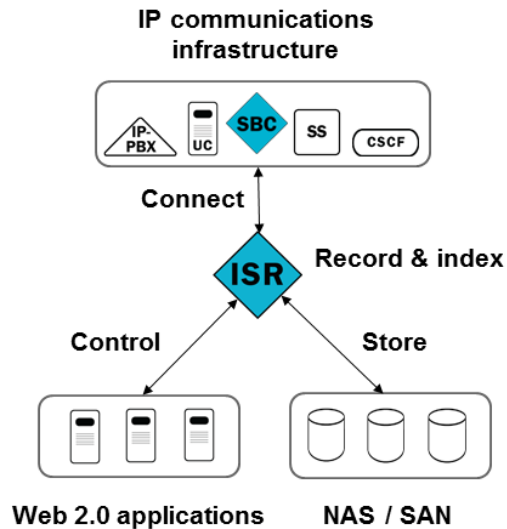 IP communications
infrastructure
IP-
PBX
UC
SBC
SS
CSCF
Connect
ISR
Record & index
Control
Store
Web 2.0 applications
NAS / SAN